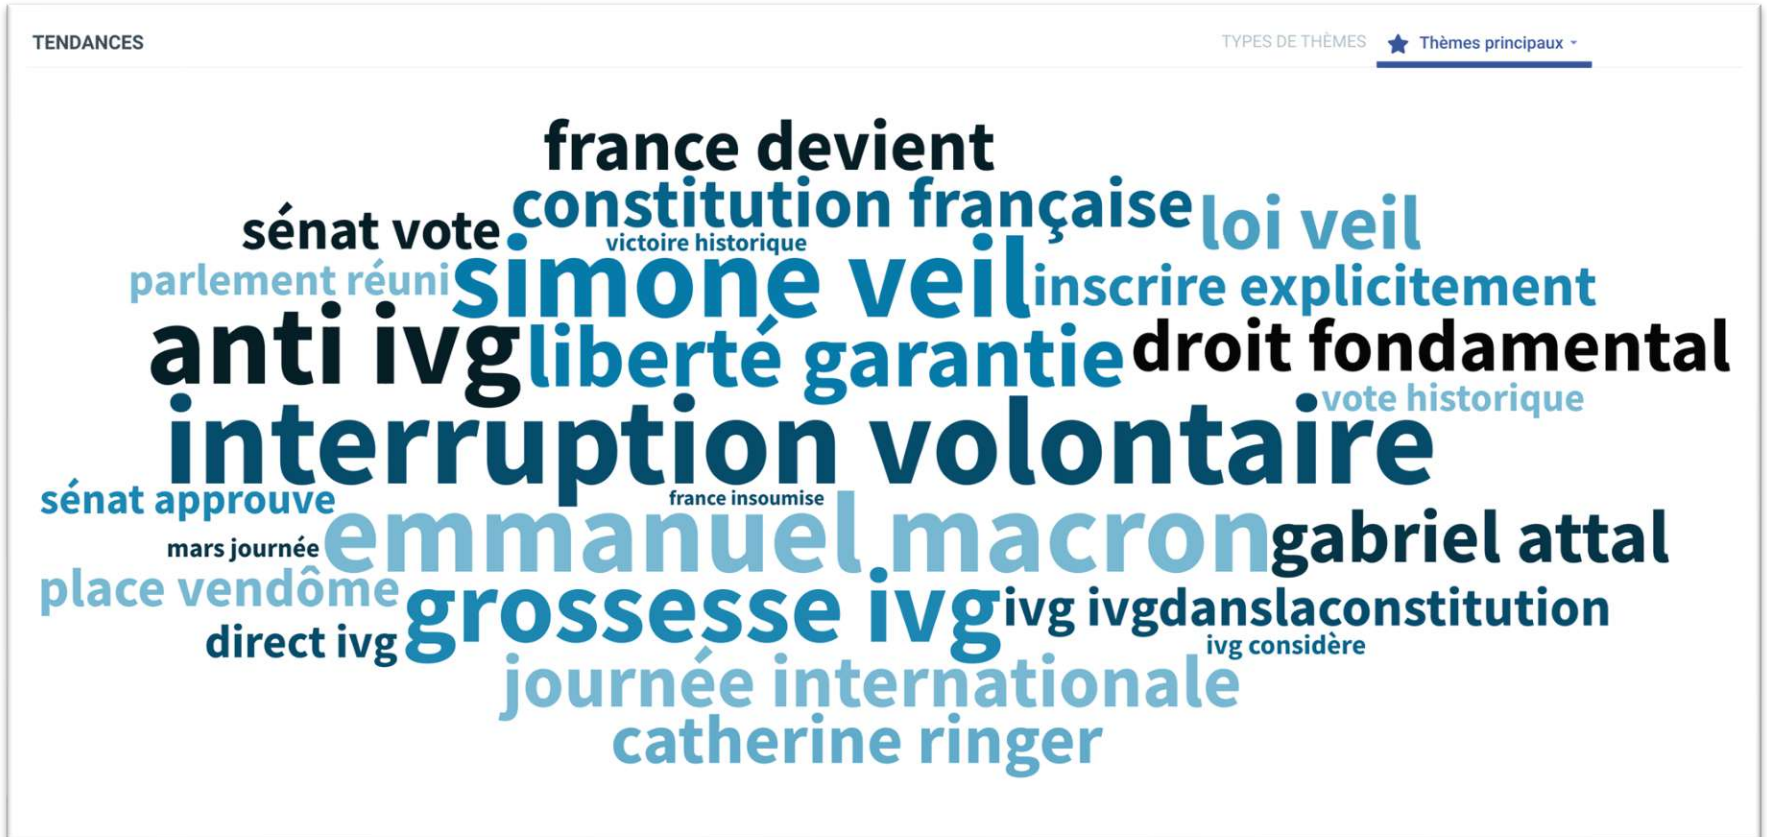 TENDANCES
TYPES DE THÈMES
Thèmes principaux
france devient
constitution française
loi veil
sénat vote
victoire historique
parlement réuni
simone veil
inscrire explicitement
anti ivg
liberté garantie
droit fondamental
vote historique
interruption volontaire
sénat approuve
france insoumise
mars journée
emmanuel macron
gabriel attal
place vendôme
grossesse ivg
ivg ivgdanslaconstitution
direct ivg
ivg considère
journée internationale
catherine ringer